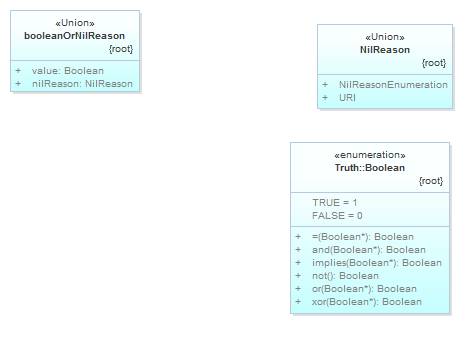 «Union»
booleanOrNilReason
{root}
+ value: Boolean
+ nilReason: NilReason
«Union»
NilReason
{root}
+ NilReasonEnumeration
+ URI
«enumeration»
Truth::Boolean
{root}
TRUE = 1
FALSE = 0
+ =(Boolean*): Boolean
+ and(Boolean*): Boolean
+ implies(Boolean*): Boolean
+ not(): Boolean
+ or(Boolean*): Boolean
+ xor(Boolean*): Boolean